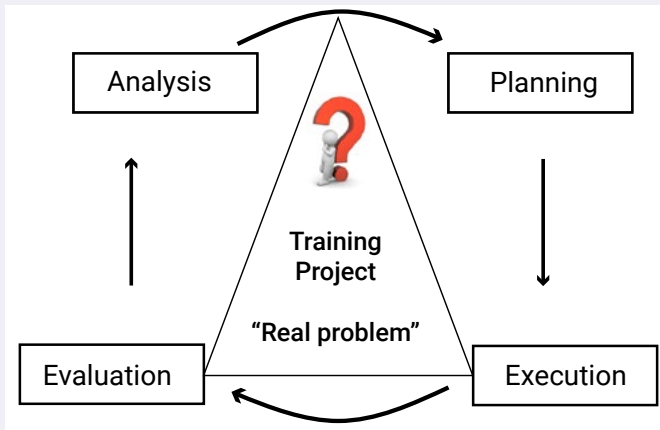 Analysis
Planning
Training
Project
“Real problem”
Evaluation
Execution